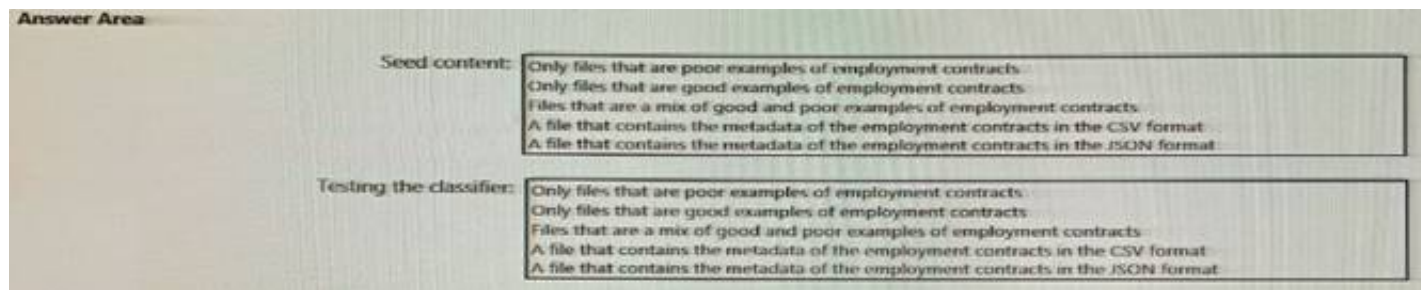 Answer Area
Seed content:
Only files that are poor examples of employment contracts
Only files that are good examples of employment contracts
Files that are a mix of good and poor examples of employment contracts
A file that contains the metadata of the employment contracts in the CSV format
A file that contains the metadata of the employment contracts in the JSON format
Testing the classifier:
Only files that are poor examples of employment contracts
Only files that are good examples of employment contracts
Files that are a mix of good and poor examples of employment contracts
A file that contains the metadata of the employment contracts in the CSV format
A file that contains the metadata of the employment contracts in the JSON format